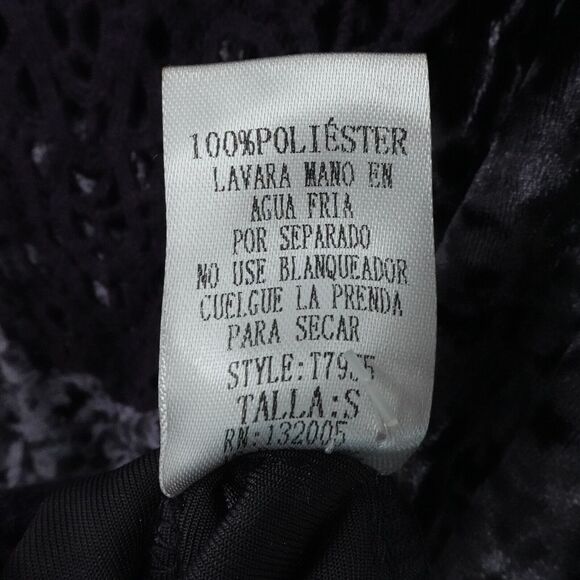 100%POLIÉSTER
LAVARA MANO EN
AGUA FRIA
POR SEPARADO
NO USE BLANQUEADOR
CUELGUE LA PRENDA
PARA SECAR
STYLE:
TALLA:S
RN:132005